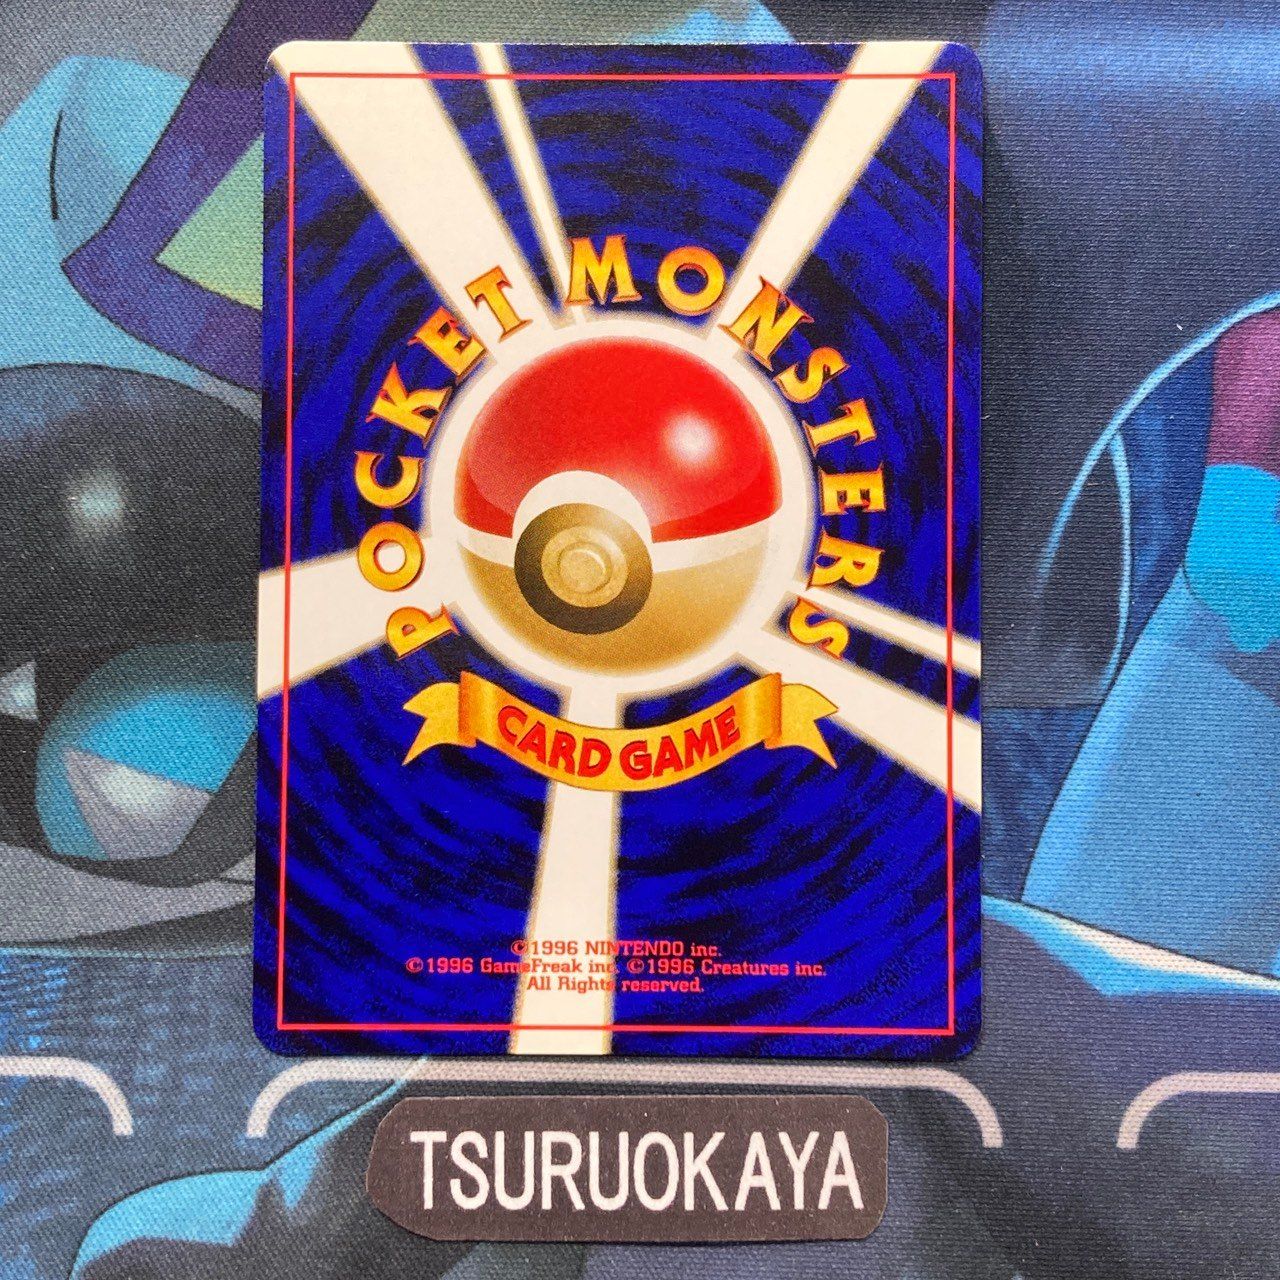 POCKET MONSTERS
CARD GAME
©1996 NINTENDO inc.
©1996 GameFreak inc. ©1996 Creatures inc.
All Rights reserved.
TSURUOKAYA